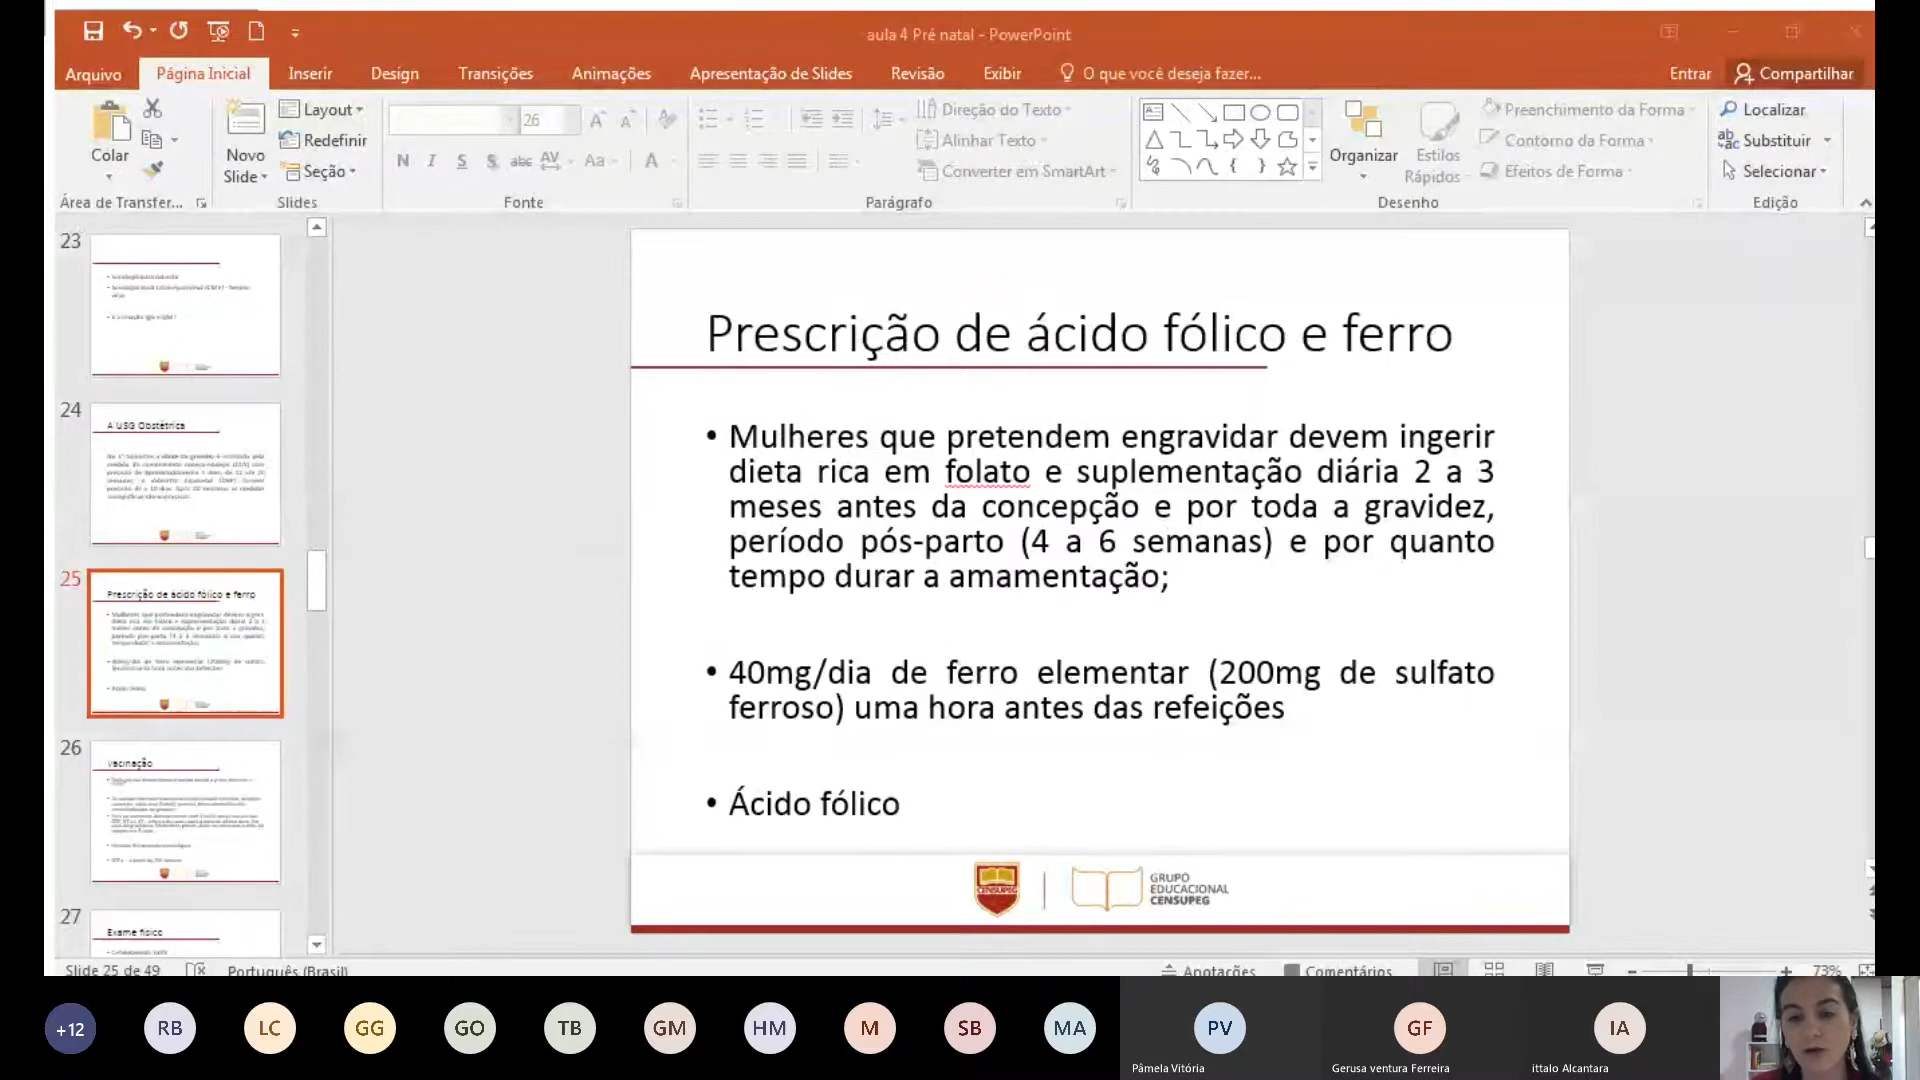 aula 4 Pré natal - PowerPoint
Arquivo Página Inicial Inserir Design Transições Animações Apresentação de Slides Revisão Exibir O que você deseja fazer... Entrar Compartilhar
Colar
Novo Slide
Layout
Redefinir
Seção
26
N I S S abc AV Aa A
Direção do Texto
Alinhar Texto
Converter em SmartArt
Organizar
Estilos Rápidos
Preenchimento da Forma
Contorno da Forma
Efeitos de Forma
Localizar
Substituir
Selecionar
Área de Transfer... Slides Fonte Parágrafo Desenho Edição
23
24
A USG Obstétrica
25
Prescrição de ácido fólico e ferro
26
Vacinação
27
Exame físico
Prescrição de ácido fólico e ferro
• Mulheres que pretendem engravidar devem ingerir
dieta rica em folato e suplementação diária 2 a 3
meses antes da concepção e por toda a gravidez,
período pós-parto (4 a 6 semanas) e por quanto
tempo durar a amamentação;
• 40mg/dia de ferro elementar (200mg de sulfato
ferroso) uma hora antes das refeições
• Ácido fólico
CENSUPEG
GRUPO
EDUCACIONAL
CENSUPEG
Slide 25 de 49 Português (Brasil) Anotações Comentários 73%
+12 RB LC GG GO TB GM HM M SB MA PV GF IA
Pâmela Vitória Gerusa ventura Ferreira ittalo Alcantara